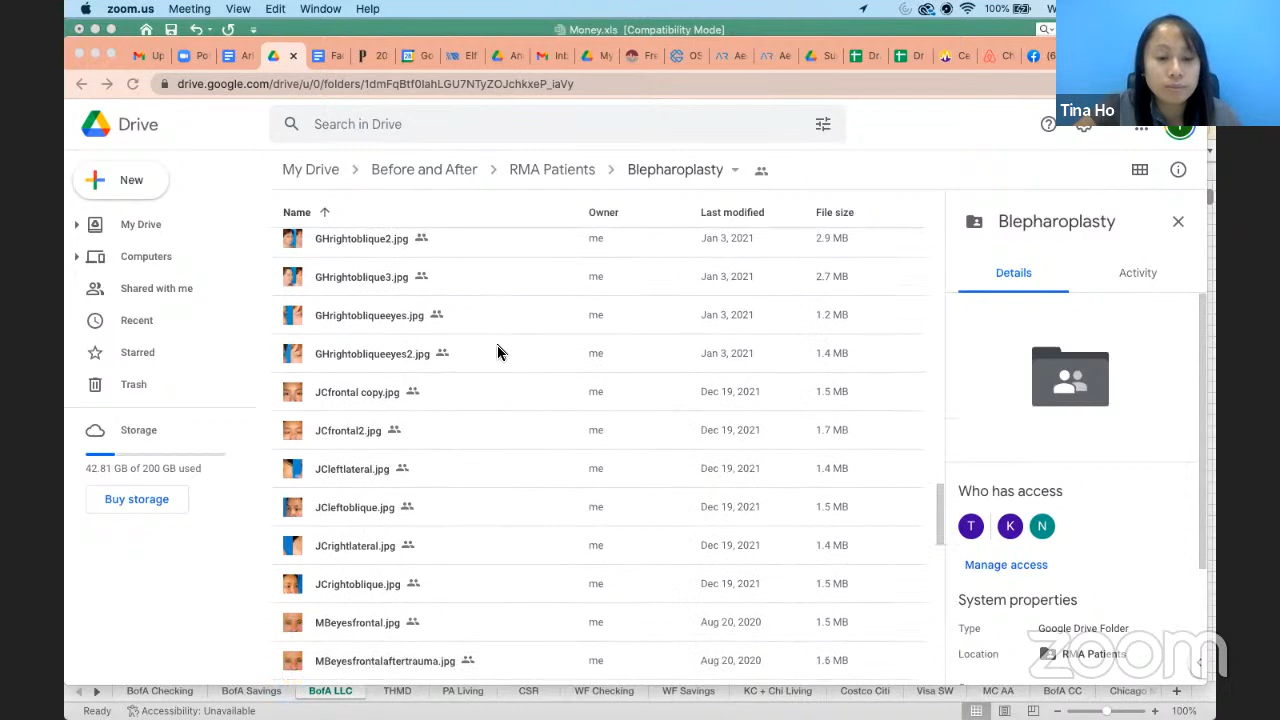 zoom.us Meeting View Edit Window Help 100%
Money.xls [Compatibility Mode]
drive.google.com/drive/u/0/folders/1dmFqBtf0IahLGU7NTyZOJchkxeP_iaVy
Tina Ho
Drive
Search in Drive
New
My Drive > Before and After > RMA Patients > Blepharoplasty
My Drive
Computers
Shared with me
Recent
Starred
Trash
Storage
42.81 GB of 200 GB used
Buy storage
Name Owner Last modified File size
GHrightoblique2.jpg me Jan 3, 2021 2.9 MB
GHrightoblique3.jpg me Jan 3, 2021 2.7 MB
GHrightobliqueeyes.jpg me Jan 3, 2021 1.2 MB
GHrightobliqueeyes2.jpg me Jan 3, 2021 1.4 MB
JCfrontal copy.jpg me Dec 19, 2021 1.5 MB
JCfrontal2.jpg me Dec 19, 2021 1.7 MB
JCleftlateral.jpg me Dec 19, 2021 1.4 MB
JCleftoblique.jpg me Dec 19, 2021 1.5 MB
JCrightlateral.jpg me Dec 19, 2021 1.4 MB
JCrightoblique.jpg me Dec 19, 2021 1.5 MB
MBeyesfrontal.jpg me Aug 20, 2020 1.5 MB
MBeyesfrontalaftertrauma.jpg me Aug 20, 2020 1.6 MB
Blepharoplasty
Details Activity
Who has access
T K N
Manage access
System properties
Type Google Drive Folder
Location RMA Patients
zoom
BofA Checking BofA Savings BofA LLC THMD PA Living CSR WF Checking WF Savings KC + Chi Living Costco Citi Visa SW MC AA BofA CC Chicago
Ready Accessibility: Unavailable 100%